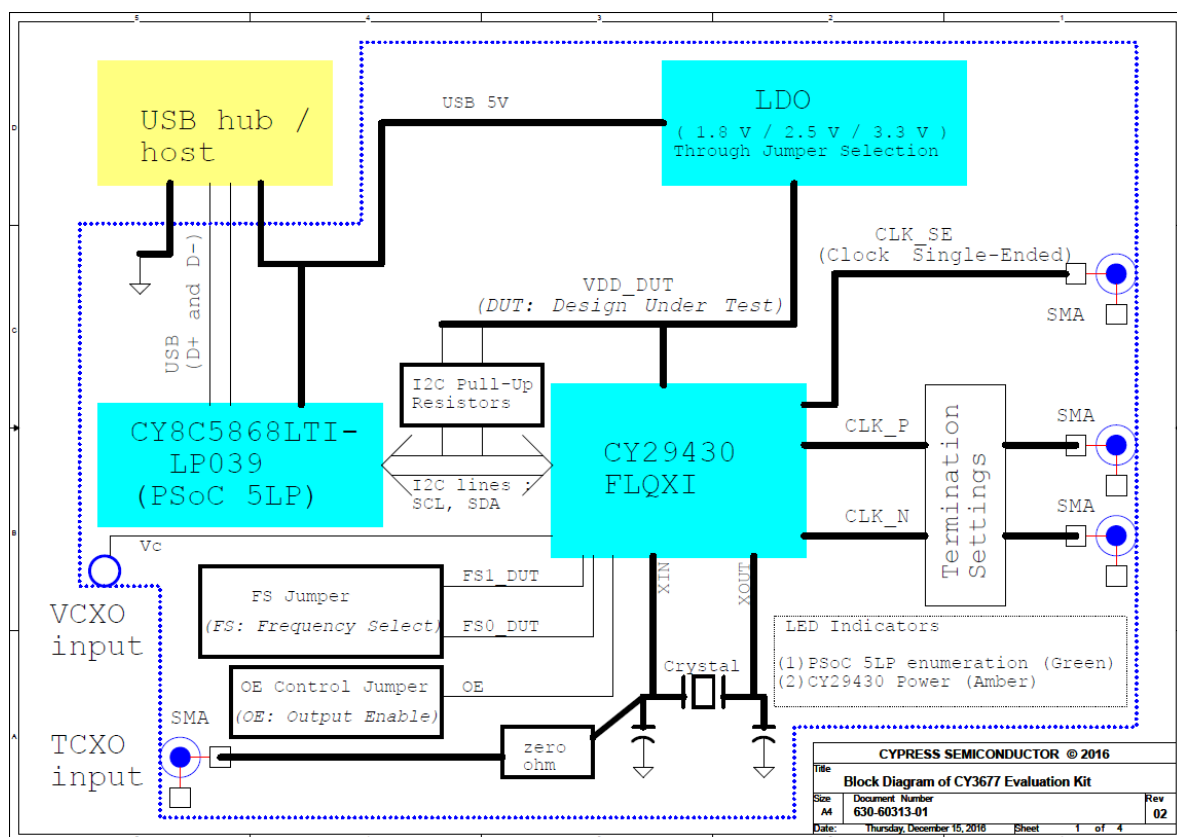 5 4 3 2 1
D
C
B
A
USB hub /
host
USB 5V
LDO
( 1.8 V / 2.5 V / 3.3 V )
Through Jumper Selection
USB
(D+ and D-)
CLK_SE
(Clock Single-Ended)
SMA
VDD_DUT
(DUT: Design Under Test)
I2C Pull-Up
Resistors
CY8C5868LTI-
LP039
(PSoC 5LP)
I2C lines :
SCL, SDA
CY29430
FLQXI
CLK_P
CLK_N
Termination
Settings
SMA
SMA
Vc
VCXO
input
FS Jumper
(FS: Frequency Select)
FS1_DUT
FS0_DUT
XIN
XOUT
OE Control Jumper
(OE: Output Enable)
OE
Crystal
LED Indicators
(1)PSoC 5LP enumeration (Green)
(2)CY29430 Power (Amber)
SMA
TCXO
input
zero
ohm
CYPRESS SEMICONDUCTOR © 2016
Title
Block Diagram of CY3677 Evaluation Kit
Size Document Number Rev
A4 630-60313-01 02
Date: Thursday, December 15, 2016 Sheet 1 of 4